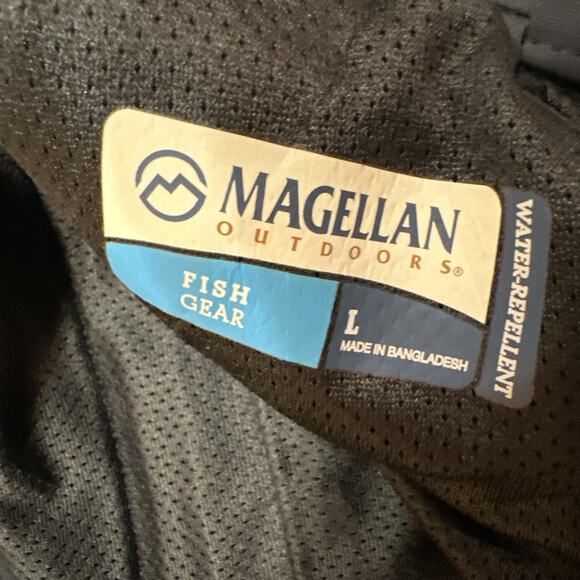 MAGELLAN
OUTDOORS®
FISH
GEAR
L
MADE IN BANGLADESH
WATER-REPELLENT